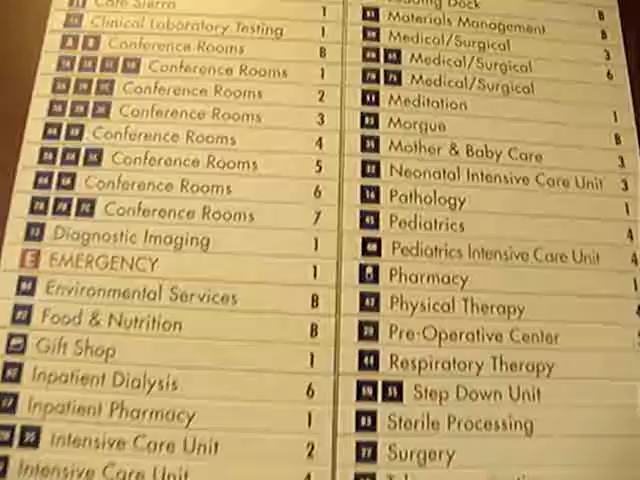 Care Sierra 1
Clinical Laboratory Testing 1
Conference Rooms B
Conference Rooms 1
Conference Rooms 2
Conference Rooms 3
Conference Rooms 4
Conference Rooms 5
Conference Rooms 6
Conference Rooms 7
Diagnostic Imaging 1
E EMERGENCY 1
Environmental Services B
Food & Nutrition B
Gift Shop 1
Inpatient Dialysis 6
Inpatient Pharmacy 1
Intensive Care Unit 2
Intensive Care Unit
Dock B
Materials Management B
Medical/Surgical 3
Medical/Surgical 6
Medical/Surgical
Meditation 1
Morgue B
Mother & Baby Care 3
Neonatal Intensive Care Unit 3
Pathology 1
Pediatrics 4
Pediatrics Intensive Care Unit 4
Pharmacy 1
Physical Therapy
Pre-Operative Center
Respiratory Therapy
Step Down Unit
Sterile Processing
Surgery